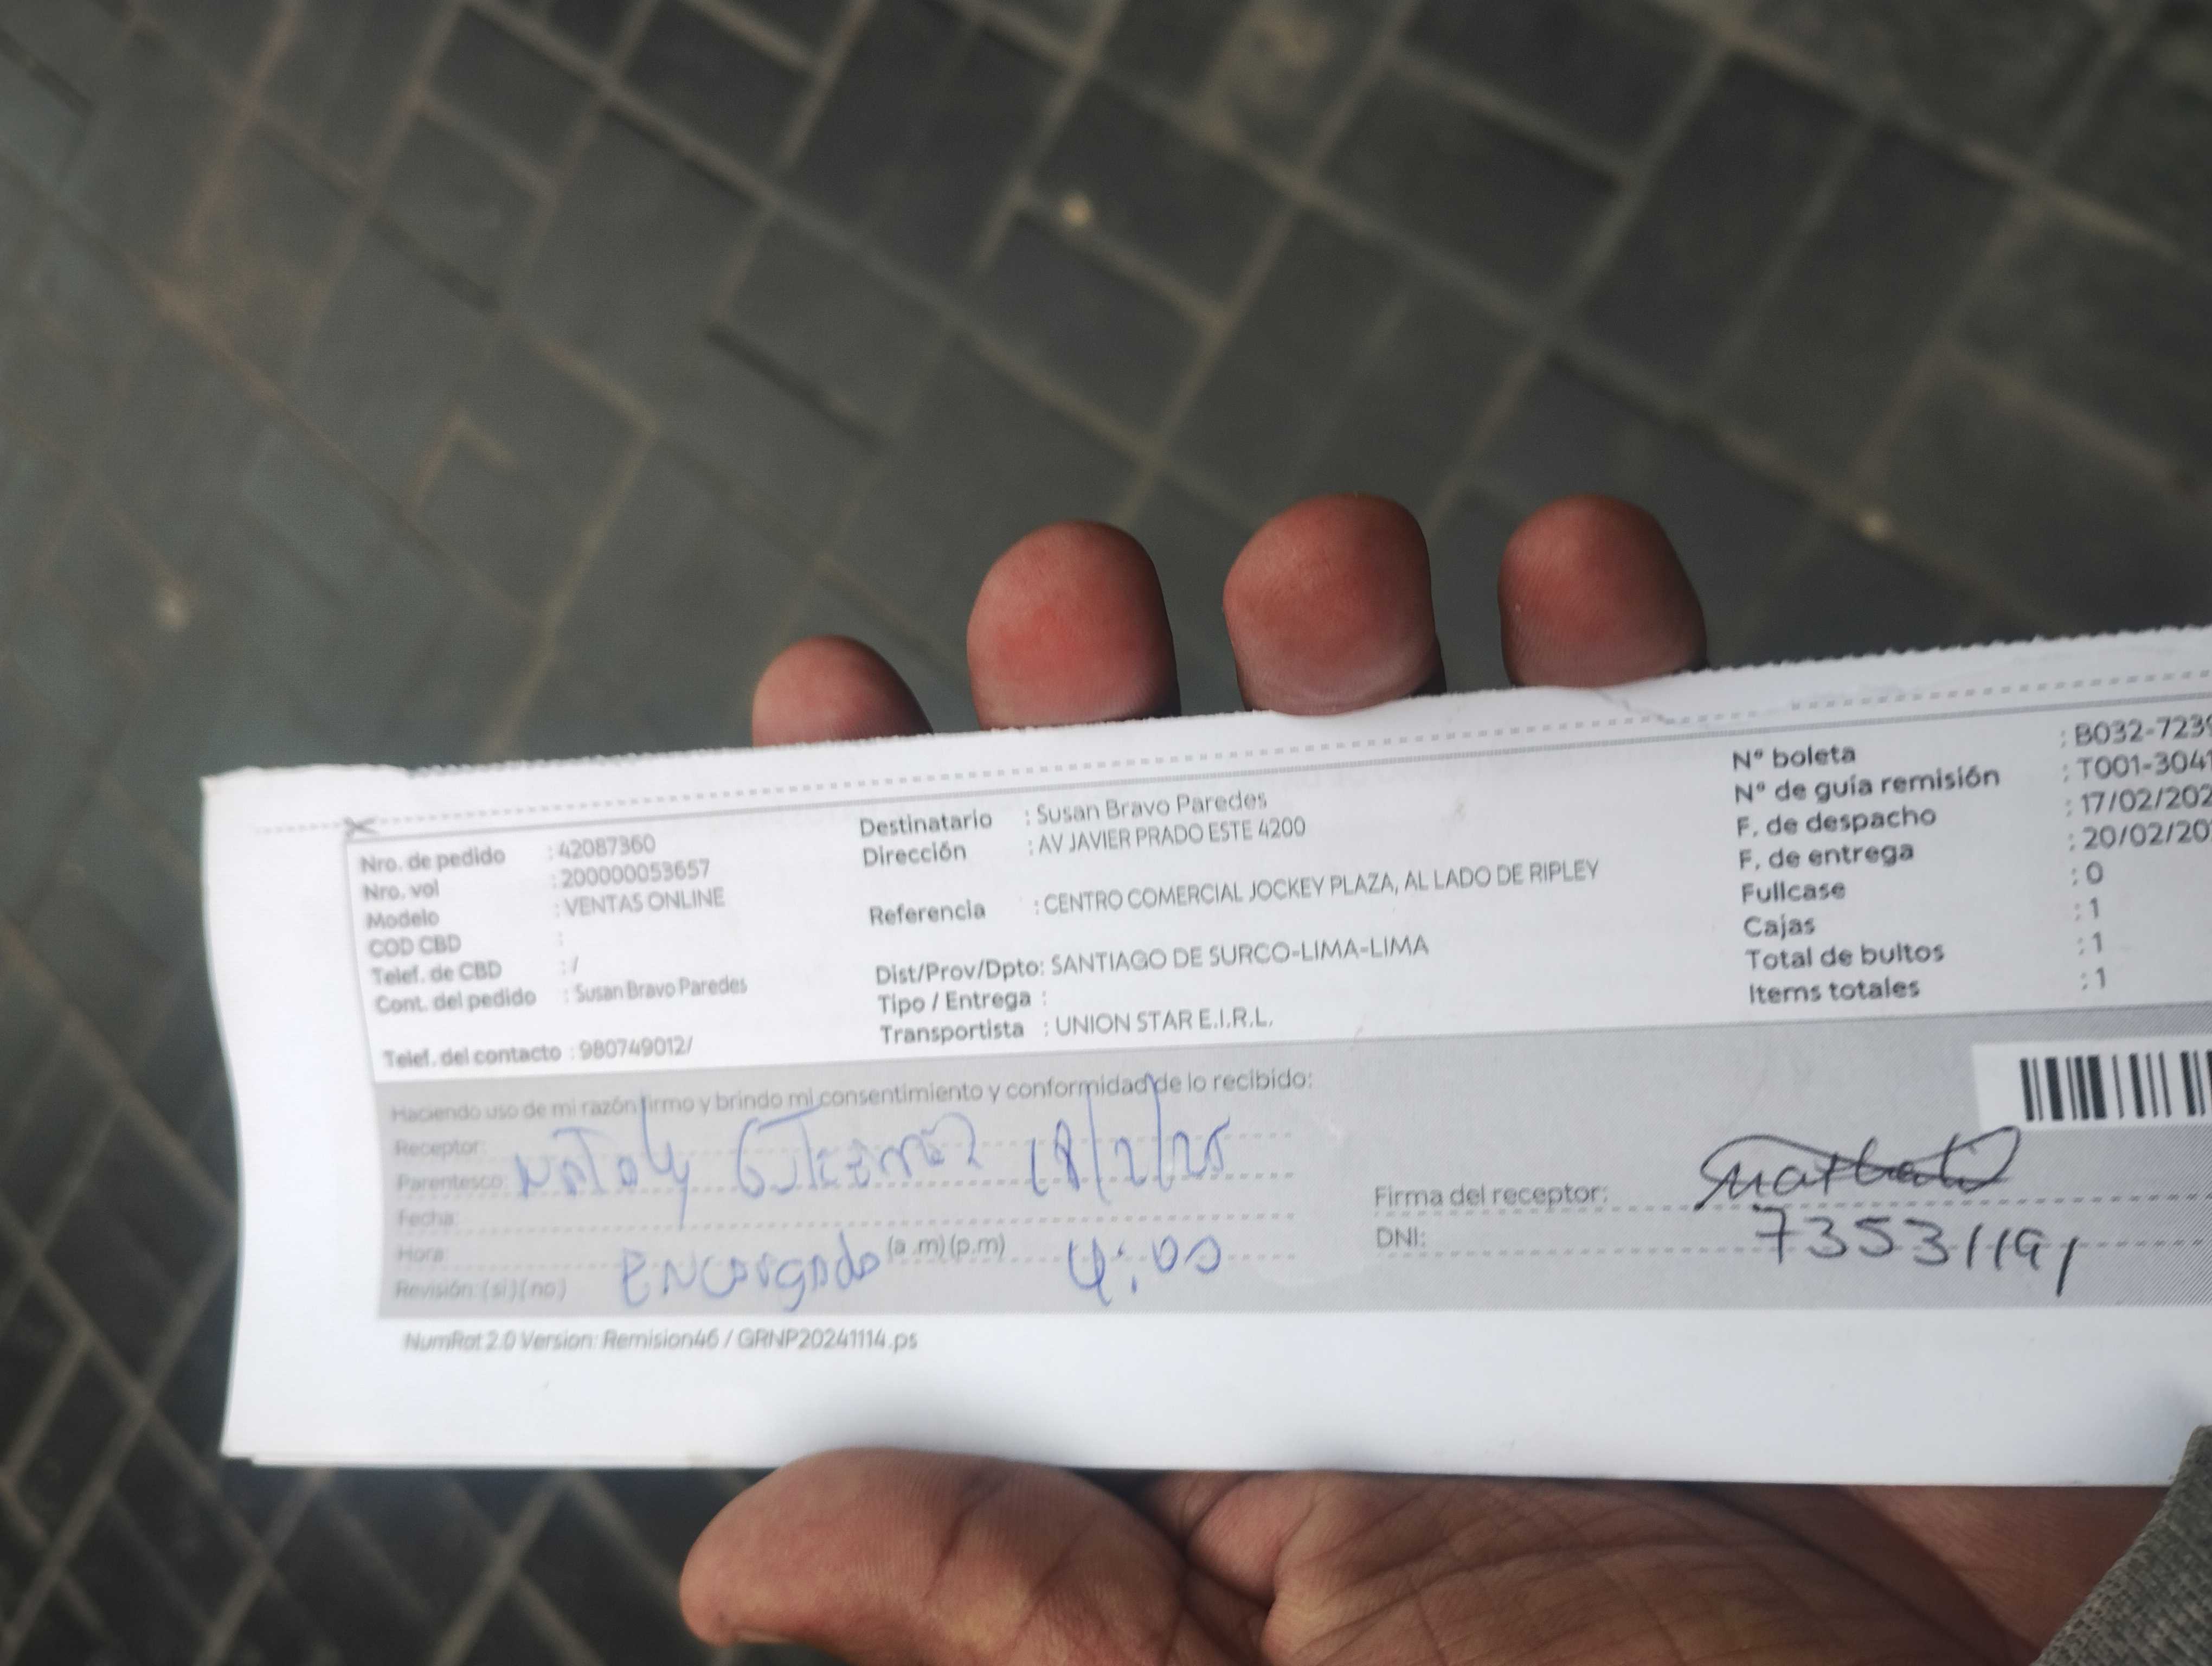 Nro. de pedido : 42087360
Nro. vol : 200000053657
Modelo : VENTAS ONLINE
COD CBD :
Telef. de CBD : /
Cont. del pedido : Susan Bravo Paredes
Telef. del contacto : 980749012/
Destinatario : Susan Bravo Paredes
Dirección : AV JAVIER PRADO ESTE 4200
Referencia : CENTRO COMERCIAL JOCKEY PLAZA, AL LADO DE RIPLEY
Dist/Prov/Dpto: SANTIAGO DE SURCO-LIMA-LIMA
Tipo / Entrega :
Transportista : UNION STAR E.I.R.L.
N° boleta : B032-723
N° de guía remisión : T001-3041
F. de despacho : 17/02/202
F. de entrega : 20/02/20
Fullcase : 0
Cajas : 1
Total de bultos : 1
Items totales : 1
Haciendo uso de mi razón firmo y brindo mi consentimiento y conformidad de lo recibido:
Receptor:
Parentesco: Nataly 18/2/25
Fecha:
Hora (a .m) (p.m) 4:00
encargado
Revisión: (si) (no)
Firma del receptor:
DNI: 73531191
NumRot 2.0 Version: Remision46 / GRNP20241114.ps